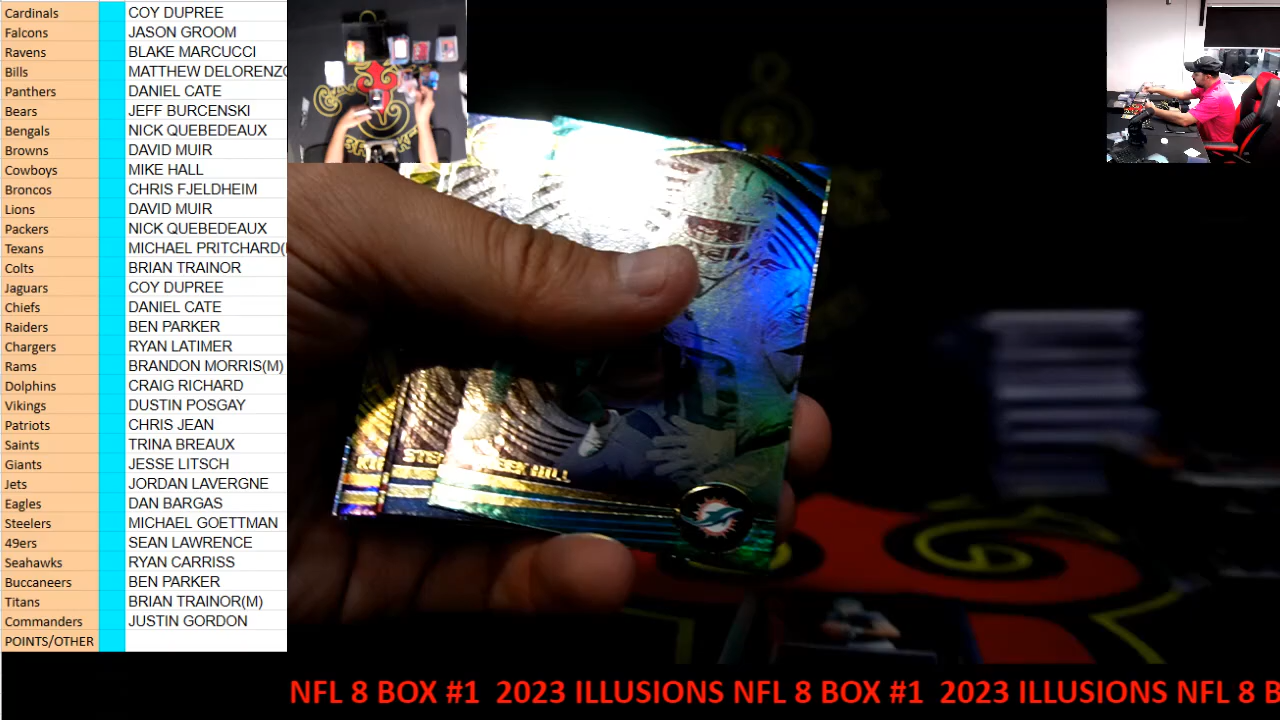 Cardinals COY DUPREE
Falcons JASON GROOM
Ravens BLAKE MARCUCCI
Bills MATTHEW DELORENZO
Panthers DANIEL CATE
Bears JEFF BURCENSKI
Bengals NICK QUEBEDEAUX
Browns DAVID MUIR
Cowboys MIKE HALL
Broncos CHRIS FJELDHEIM
Lions DAVID MUIR
Packers NICK QUEBEDEAUX
Texans MICHAEL PRITCHARD(
Colts BRIAN TRAINOR
Jaguars COY DUPREE
Chiefs DANIEL CATE
Raiders BEN PARKER
Chargers RYAN LATIMER
Rams BRANDON MORRIS(M)
Dolphins CRAIG RICHARD
Vikings DUSTIN POSGAY
Patriots CHRIS JEAN
Saints TRINA BREAUX
Giants JESSE LITSCH
Jets JORDAN LAVERGNE
Eagles DAN BARGAS
Steelers MICHAEL GOETTMAN
49ers SEAN LAWRENCE
Seahawks RYAN CARRISS
Buccaneers BEN PARKER
Titans BRIAN TRAINOR(M)
Commanders JUSTIN GORDON
POINTS/OTHER
HILL
NFL 8 BOX #1 2023 ILLUSIONS NFL 8 BOX #1 2023 ILLUSIONS NFL 8 B